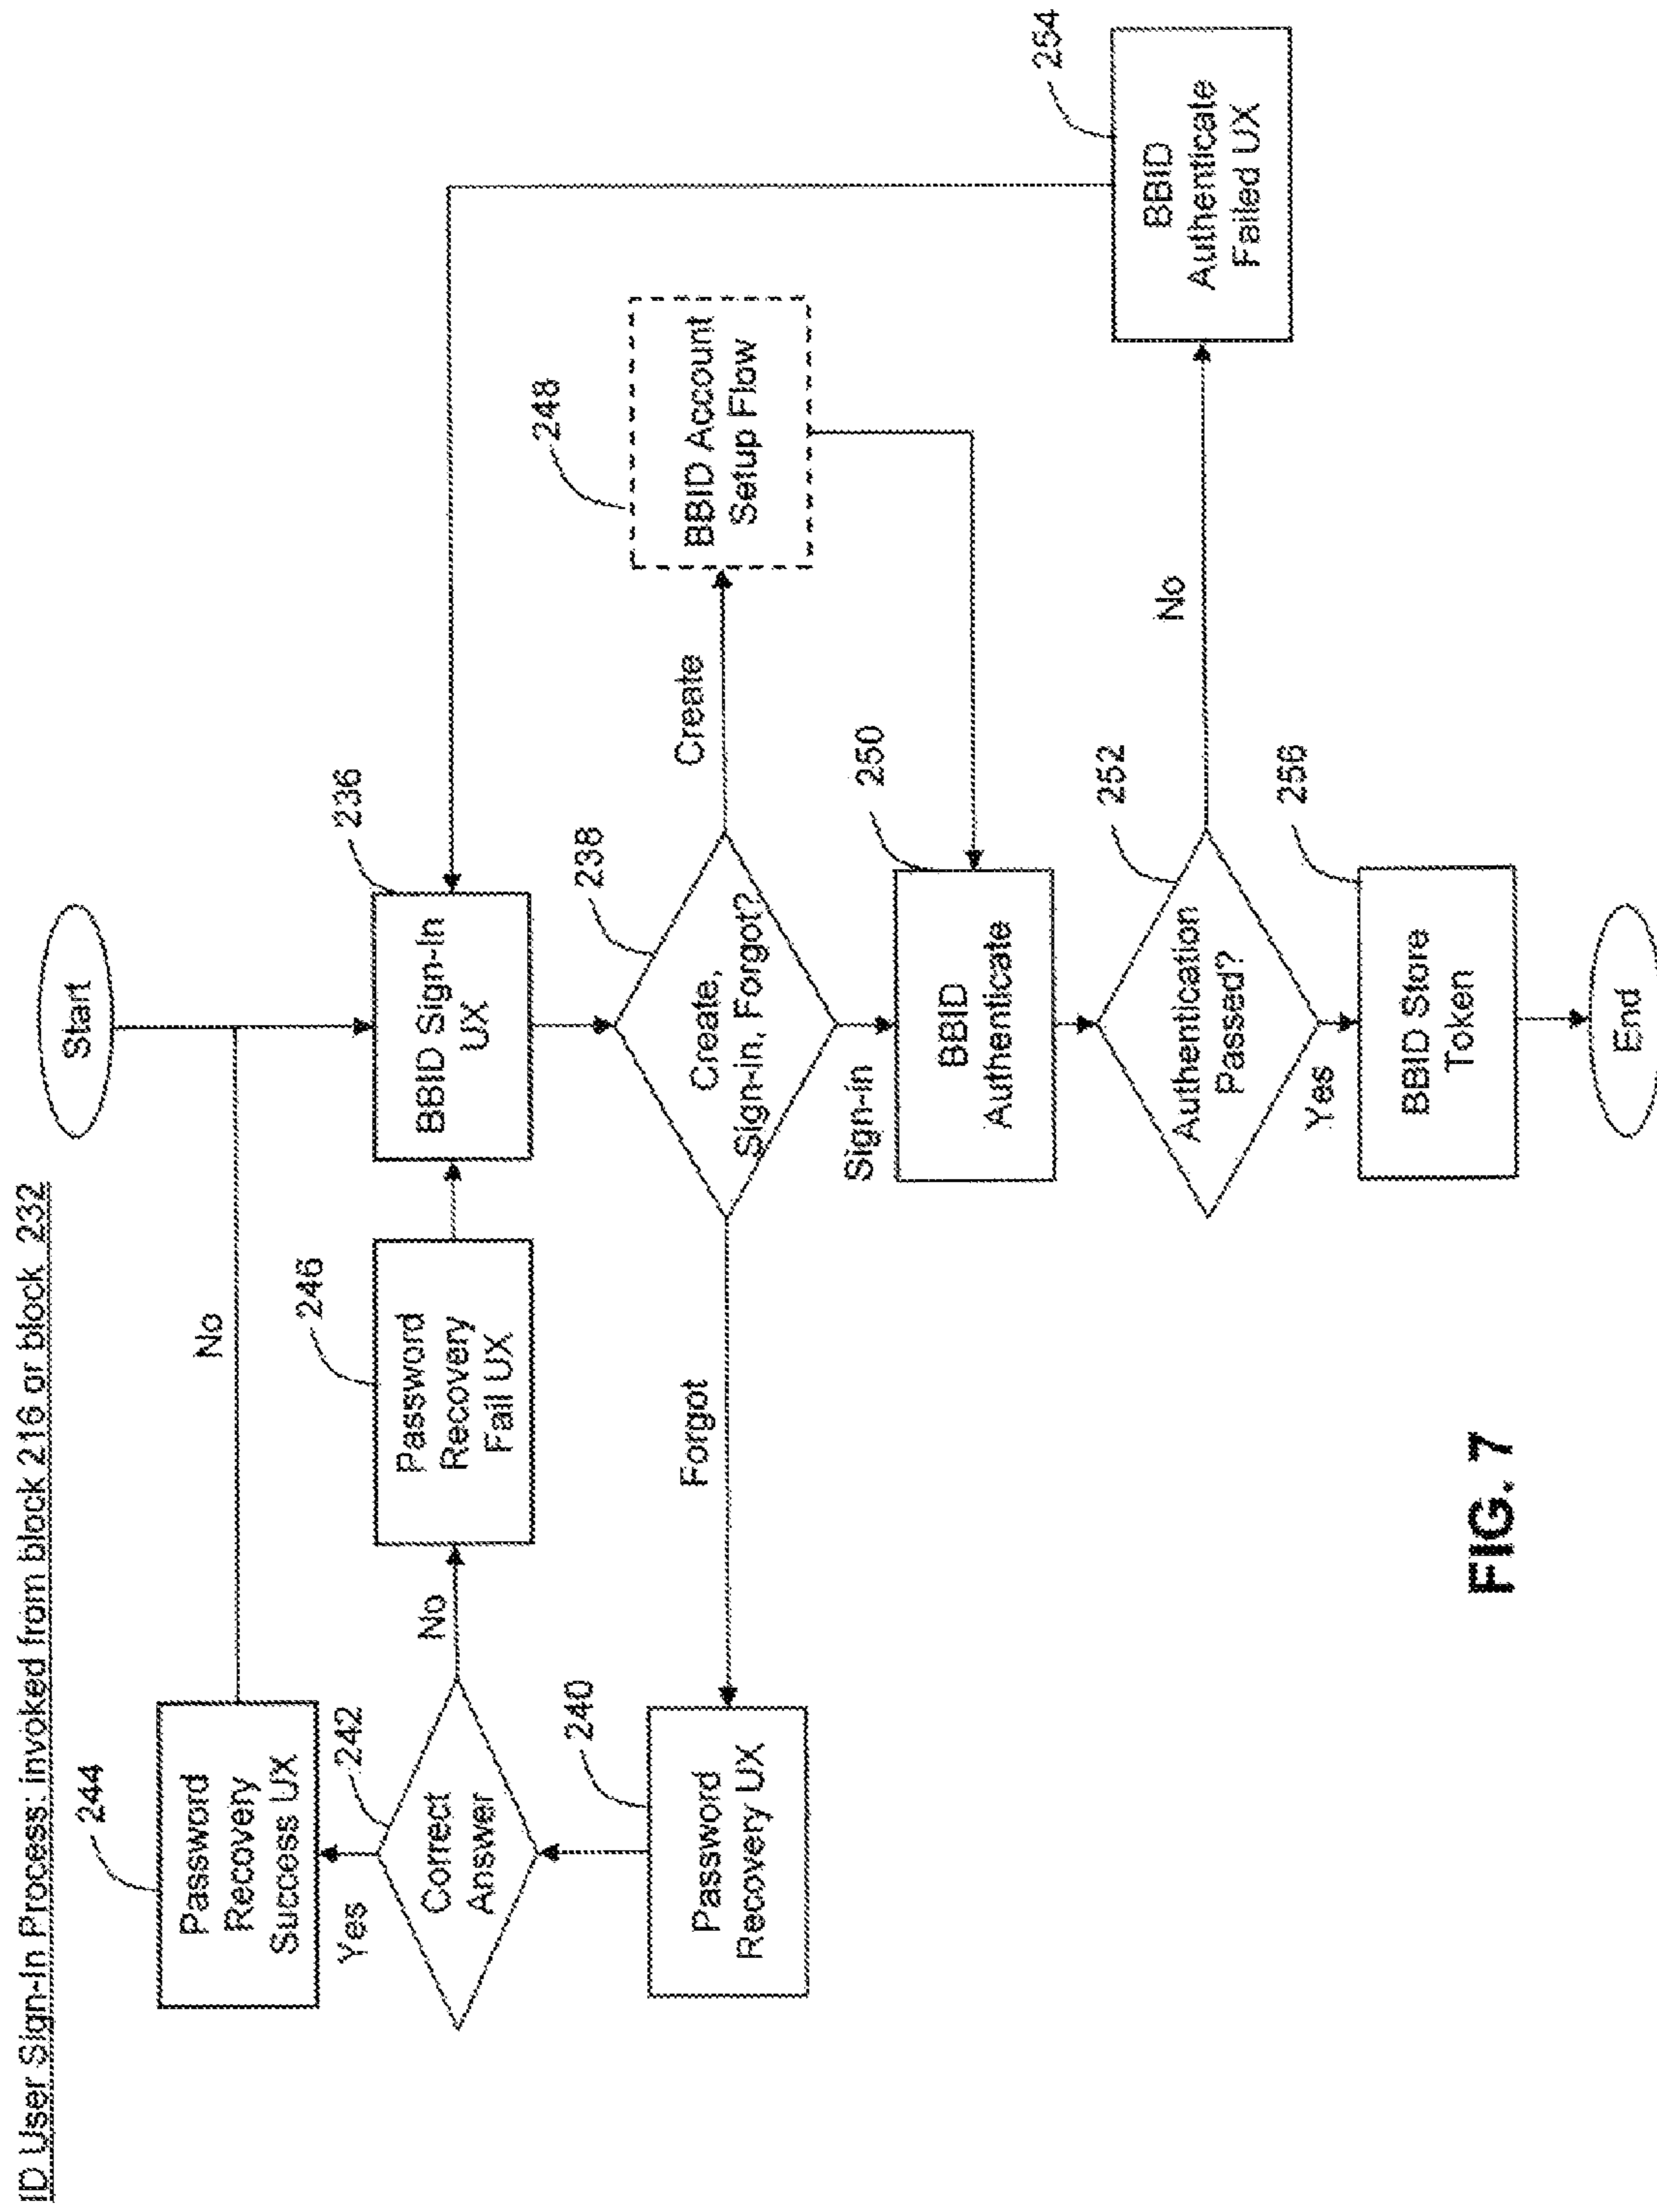 ID User Sign-In Process: invoked from block 216 or block 232
Start
244
Password
Recovery
Success UX
No
Yes
242
Correct
Answer
No
246
Password
Recovery
Fail UX
236
BBID Sign-In
UX
238
Create,
Sign-In, Forgot?
Create
248
BBID Account
Setup Flow
Forgot
240
Password
Recovery UX
Sign-in
250
BBID
Authenticate
252
Authentication
Passed?
No
254
BBID
Authenticate
Failed UX
Yes
256
BBID Store
Token
End
FIG. 7